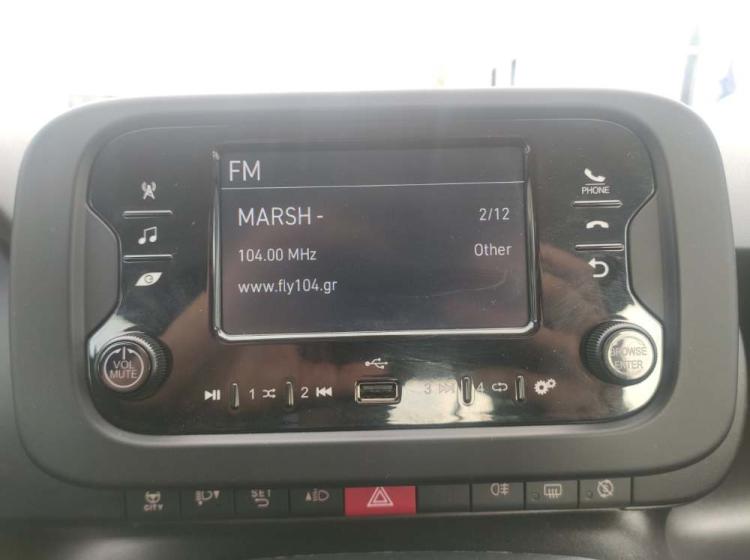 FM
MARSH - 2/12
104.00 MHz Other
www.fly104.gr
PHONE
VOL
MUTE
BROWSE
ENTER
1 2 3 4
CITY SET